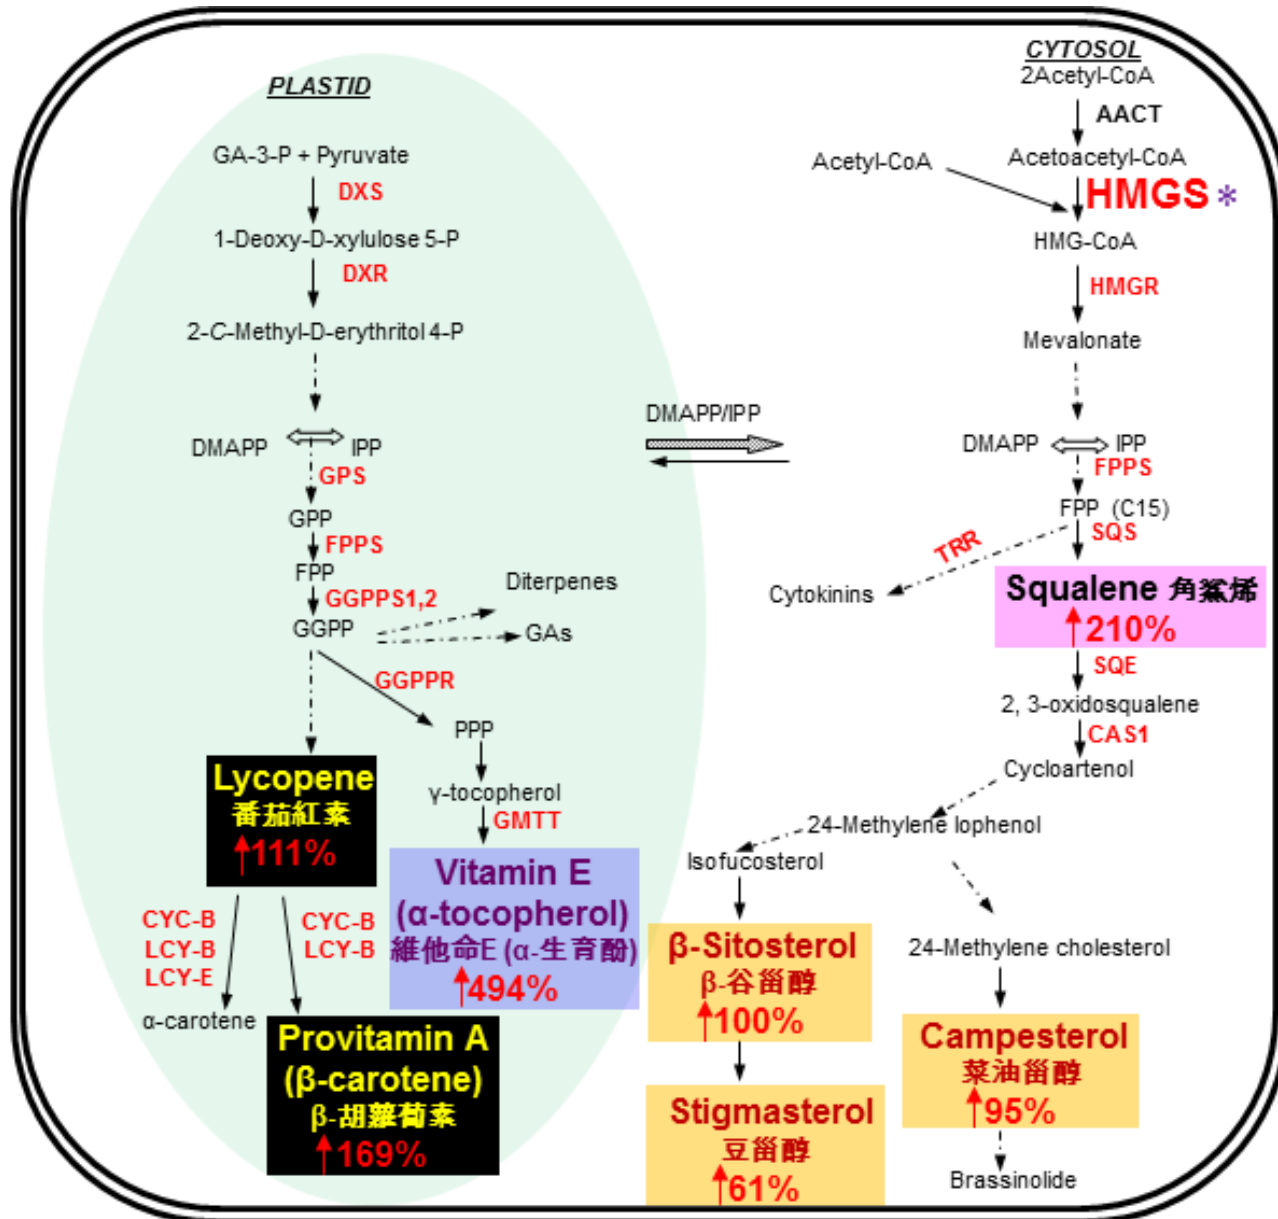 PLASTID
GA-3-P + Pyruvate
DXS
1-Deoxy-D-xylulose 5-P
DXR
2-C-Methyl-D-erythritol 4-P
DMAPP
IPP
GPS
GPP
FPPS
FPP
GGPPS1,2
GGPP
Diterpenes
GAs
GGPPR
PPP
γ-tocopherol
GMTT
Lycopene
番茄紅素
111%
Vitamin E
(α-tocopherol)
維他命E (α-生育酚)
494%
CYC-B
LCY-B
LCY-E
CYC-B
LCY-B
α-carotene
Provitamin A
(β-carotene)
β-胡蘿蔔素
169%
DMAPP/IPP
CYTOSOL
2Acetyl-CoA
AACT
Acetyl-CoA
Acetoacetyl-CoA
HMGS *
HMG-CoA
HMGR
Mevalonate
DMAPP
IPP
FPPS
FPP (C15)
SQS
TRR
Cytokinins
Squalene 角鯊烯
210%
SQE
2, 3-oxidosqualene
CAS1
Cycloartenol
24-Methylene lophenol
Isofucosterol
β-Sitosterol
β-谷甾醇
100%
Stigmasterol
豆甾醇
61%
24-Methylene cholesterol
Campesterol
菜油甾醇
95%
Brassinolide